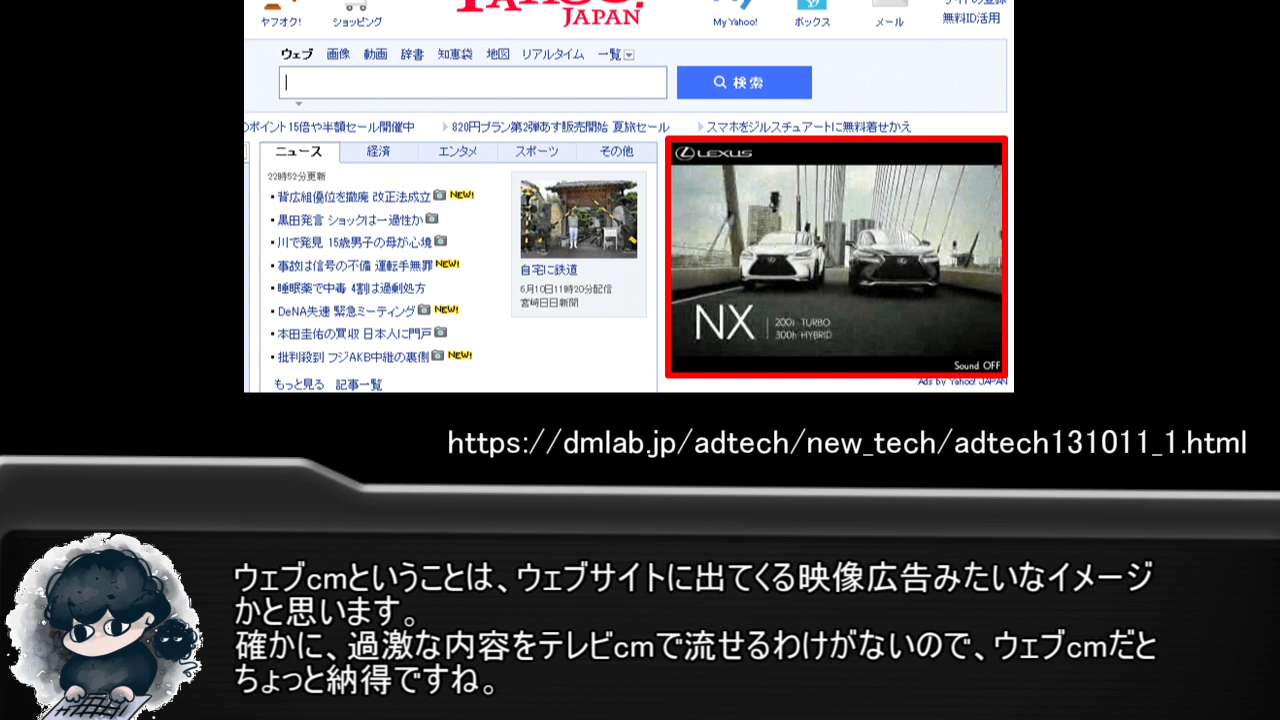 ヤフオク!
ショッピング
YAHOO!
JAPAN
My Yahoo!
ボックス
メール
無料ID活用
ウェブ 画像 動画 辞書 知恵袋 地図 リアルタイム 一覧
検索
のポイント15倍や半額セール開催中
820円プラン第2弾あす販売開始 夏旅セール
スマホをジルスチュアートに無料着せかえ
ニュース 経済 エンタメ スポーツ その他
22時52分更新
背広組優位を撤廃 改正法成立 NEW!
黒田発言 ショックは一過性か
川で発見 15歳男子の母が心境
事故は信号の不備 運転手無罪 NEW!
睡眠薬で中毒 4割は過剰処方
DeNA失速 緊急ミーティング NEW!
本田圭佑の買収 日本人に門戸
批判殺到 フジAKB中継の裏側 NEW!
もっと見る 記事一覧
自宅に鉄道
6月10日11時20分配信
宮崎日日新聞
LEXUS
NX
200t TURBO
300h HYBRID
Sound OFF
Ads by Yahoo! JAPAN
https://dmlab.jp/adtech/new_tech/adtech131011_1.html
ウェブcmということは、ウェブサイトに出てくる映像広告みたいなイメージ
かと思います。
確かに、過激な内容をテレビcmで流せるわけがないので、ウェブcmだと
ちょっと納得ですね。